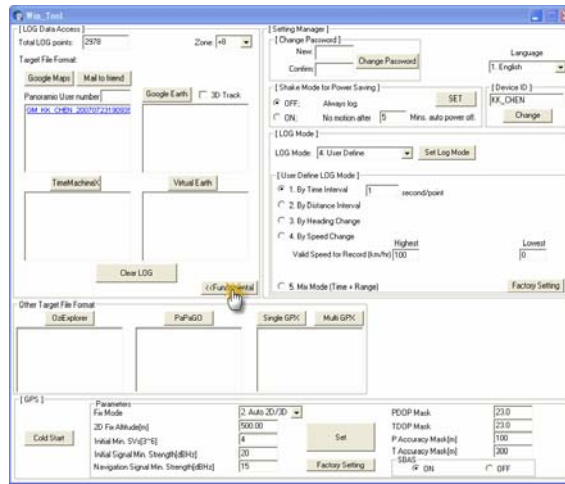 Win_Tool
[ LOG Data Access ]
Total LOG points: 2978 Zone: +8
Target File Format:
Google Maps Mail to friend
Panoramio User number
Google Earth 3D Track
GM_KK_CHEN_20070723190935
TimeMachineX Virtual Earth
Clear LOG
<<Fundamental
[ Setting Manager ]
[ Change Password ]
New:
Confirm:
Change Password
Language
1. English
[ Shake Mode for Power Saving ]
OFF: Always log SET
ON: No motion after 5 Mins. auto power off.
[ Device ID ]
KK_CHEN
Change
[ LOG Mode ]
LOG Mode: 4. User Define Set Log Mode
[ User Define LOG Mode ]
1. By Time Interval 1 second/point
2. By Distance Interval
3. By Heading Change
4. By Speed Change
Highest Lowest
Valid Speed for Record (km/hr) 100 0
5. Mix Mode (Time + Range) Factory Setting
Other Target File Format
OziExplorer PaPaGO Single GPX Multi GPX
[ GPS ]
Parameters
Cold Start
Fix Mode 2. Auto 2D/3D
2D Fix Altitude[m] 500.00
Initial Min. SVs[3~6] 4
Initial Signal Min. Strength[dBHz] 20
Navigation Signal Min. Strength[dBHz] 15
Set
Factory Setting
PDOP Mask 23.0
TDOP Mask 23.0
P Accuracy Mask[m] 100
T Accuracy Mask[m] 300
SBAS
ON OFF